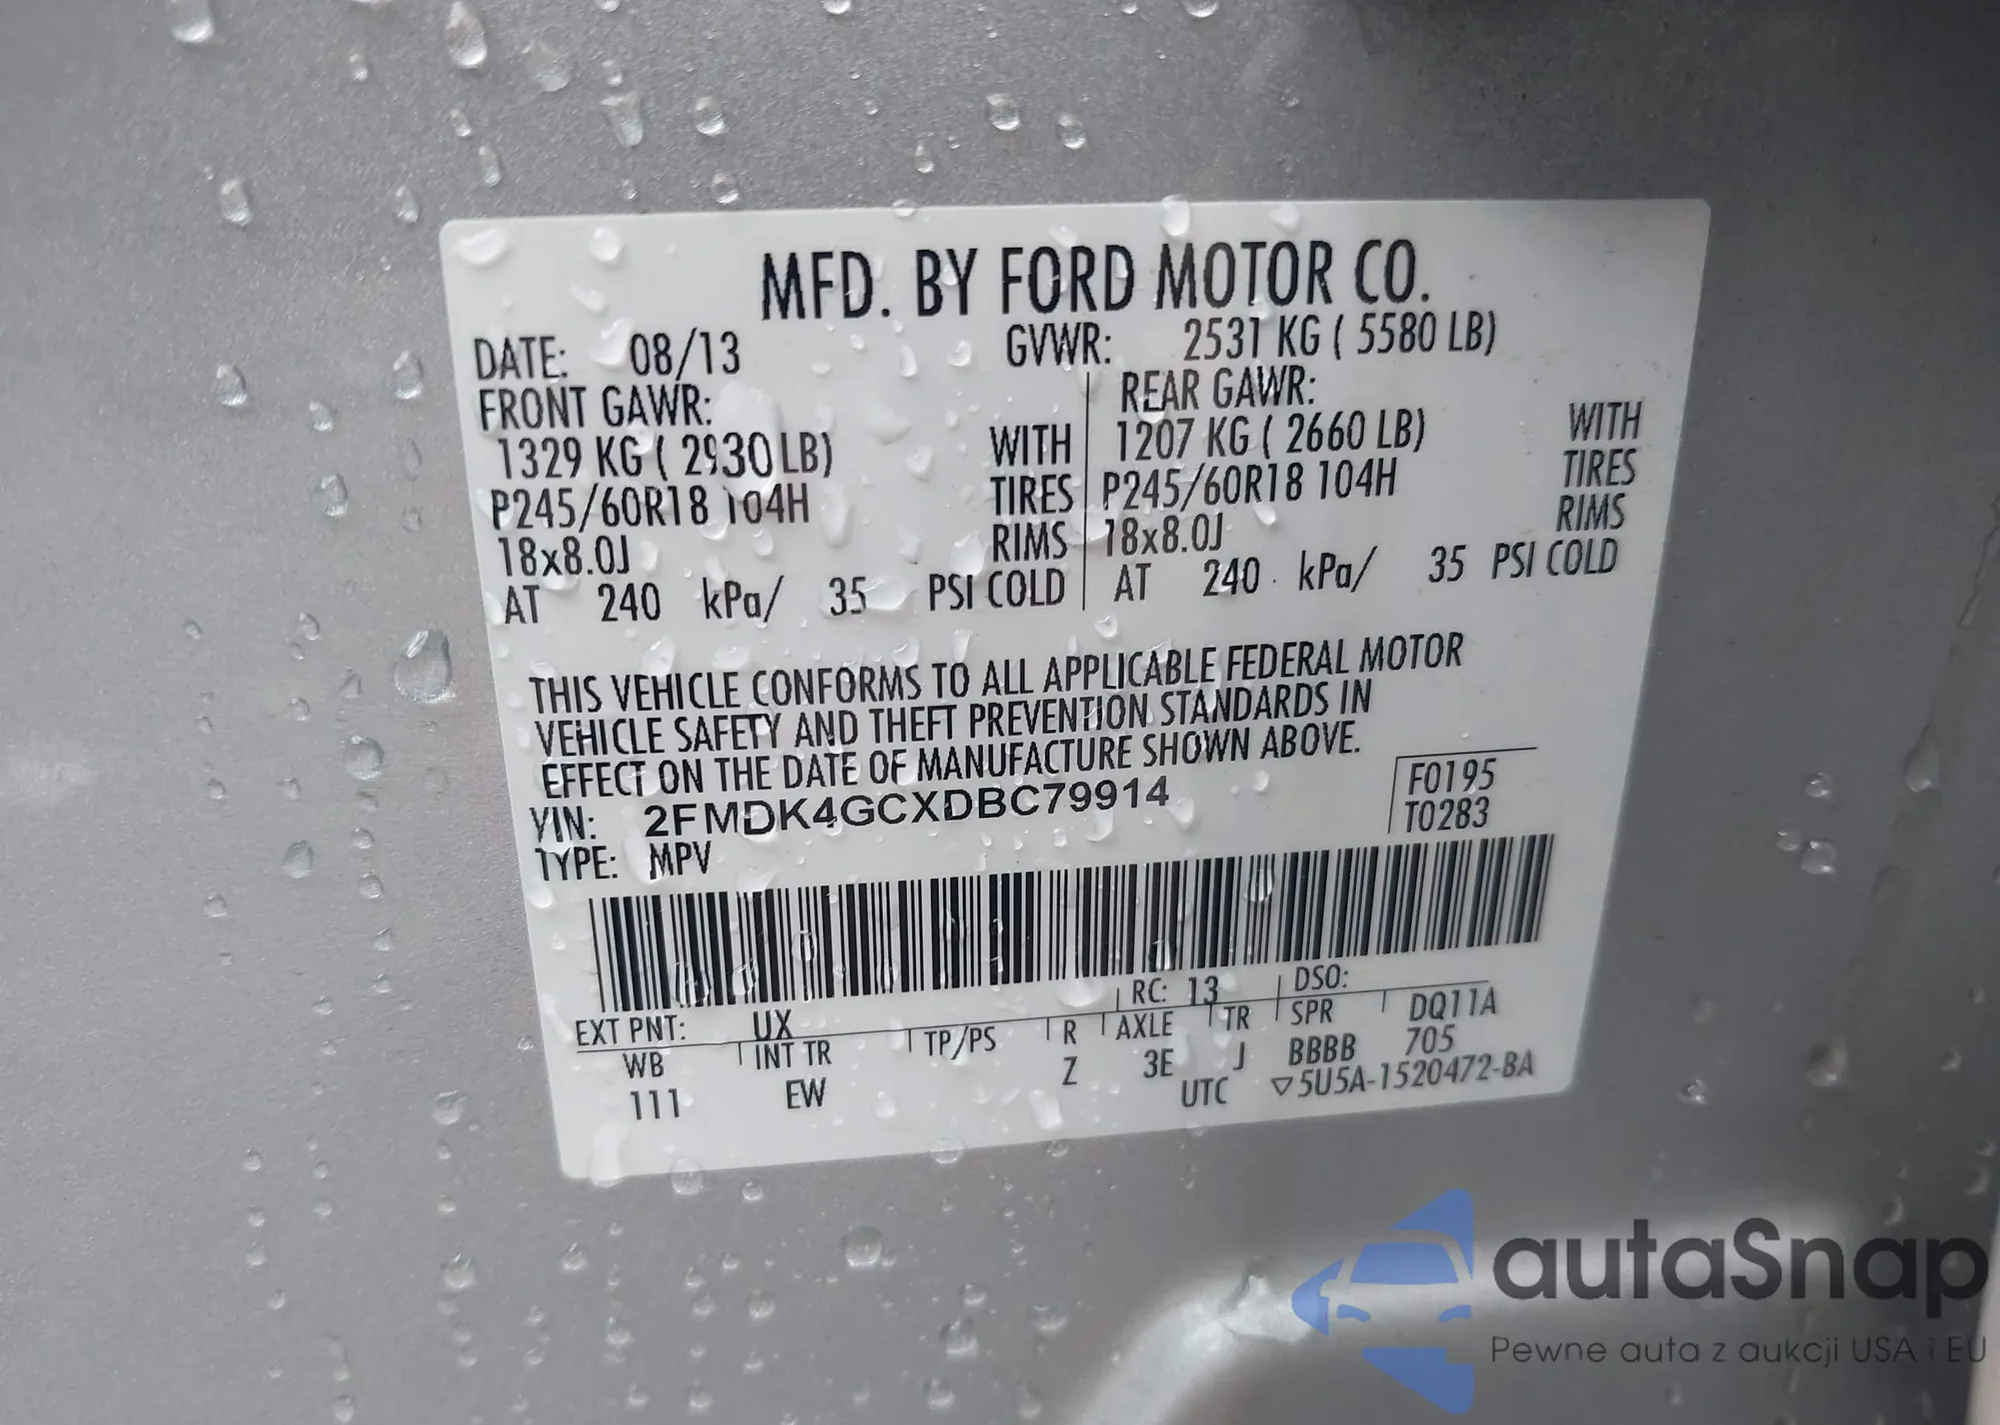 MFD. BY FORD MOTOR CO.
DATE: 08/13 GVWR: 2531 KG ( 5580 LB)
FRONT GAWR: REAR GAWR:
1329 KG ( 2930 LB) WITH 1207 KG ( 2660 LB) WITH
P245/60R18 104H TIRES P245/60R18 104H TIRES
18x8.0J RIMS 18x8.0J RIMS
AT 240 kPa/ 35 PSI COLD AT 240 kPa/ 35 PSI COLD
THIS VEHICLE CONFORMS TO ALL APPLICABLE FEDERAL MOTOR
VEHICLE SAFETY AND THEFT PREVENTION STANDARDS IN
EFFECT ON THE DATE OF MANUFACTURE SHOWN ABOVE.
VIN: 2FMDK4GCXDBC79914 F0195
TYPE: MPV T0283
EXT PNT: UX RC: 13 DSO:
WB INT TR TP/PS R AXLE TR SPR DQ11A
111 EW Z 3E J BBBB 705
UTC ▽5U5A-1520472-BA
autaSnap
Pewne auta z aukcji USA i EU